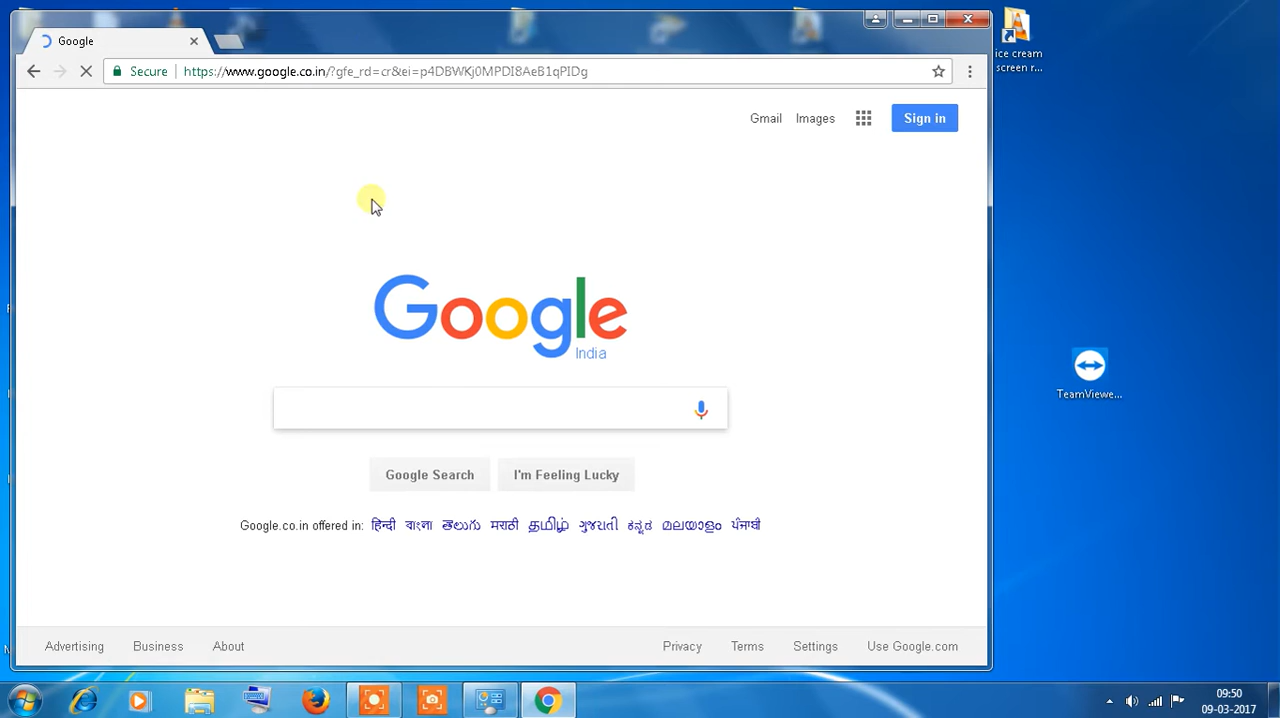 Google
ice cream
screen r...
Secure
https://www.google.co.in/?gfe_rd=cr&ei=p4DBWKj0MPDI8AeB1qPIDg
Gmail Images Sign in
Google
India
TeamViewe...
Google Search I'm Feeling Lucky
Google.co.in offered in: हिन्दी বাংলা తెలుగు मराठी தமிழ் ગુજરાતી ಕನ್ನಡ മലയാളം ਪੰਜਾਬੀ
Advertising Business About Privacy Terms Settings Use Google.com
09:50
09-03-2017